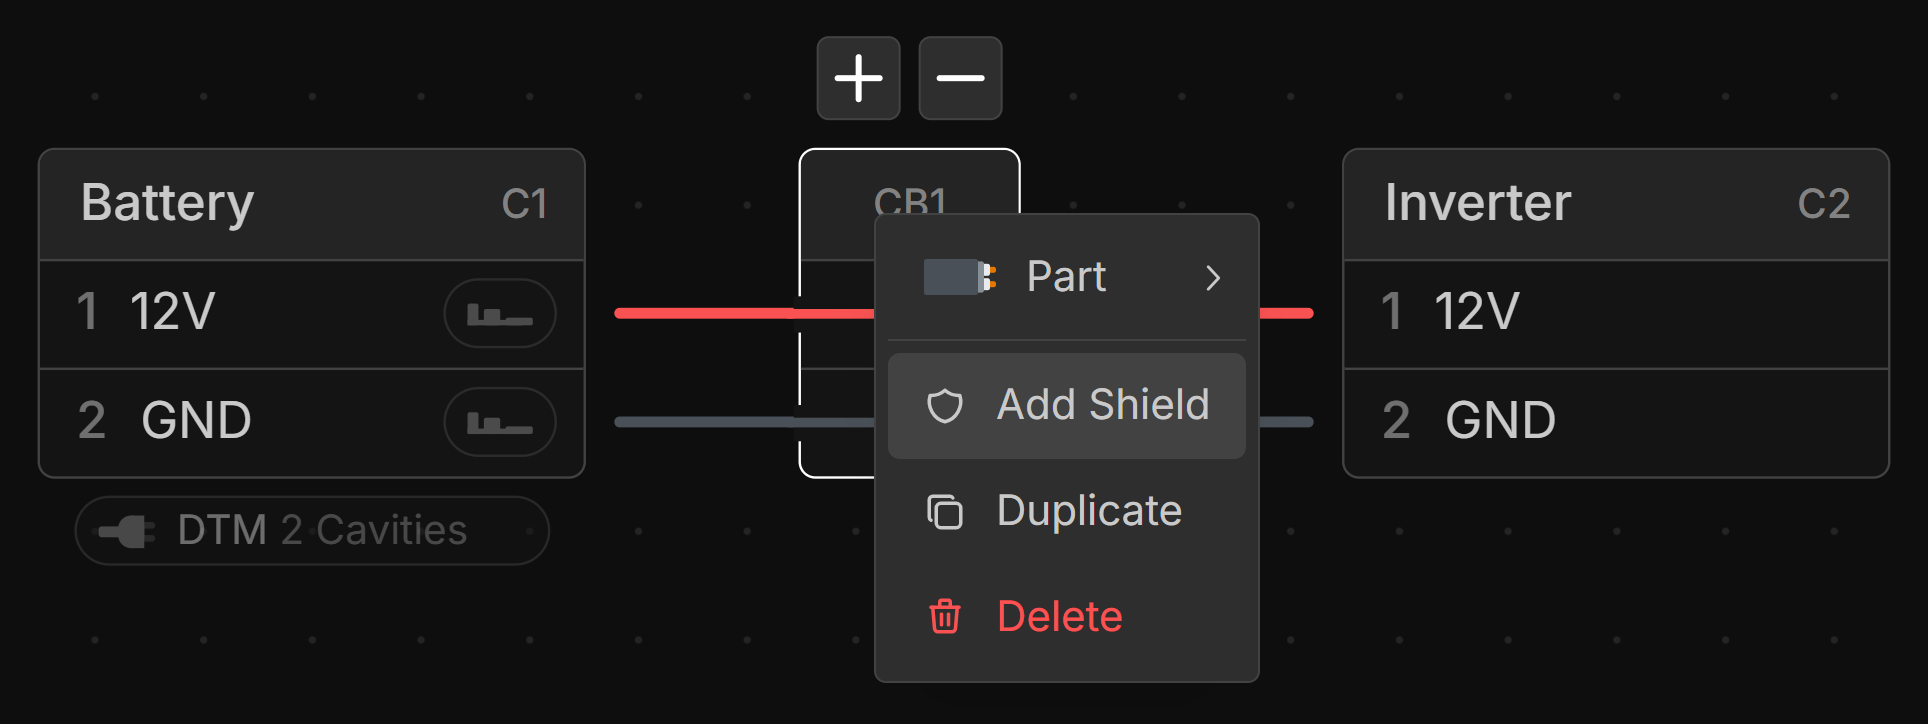 Battery C1
1 12V
2 GND
DTM 2 Cavities
CB1
Part
Add Shield
Duplicate
Delete
Inverter C2
1 12V
2 GND